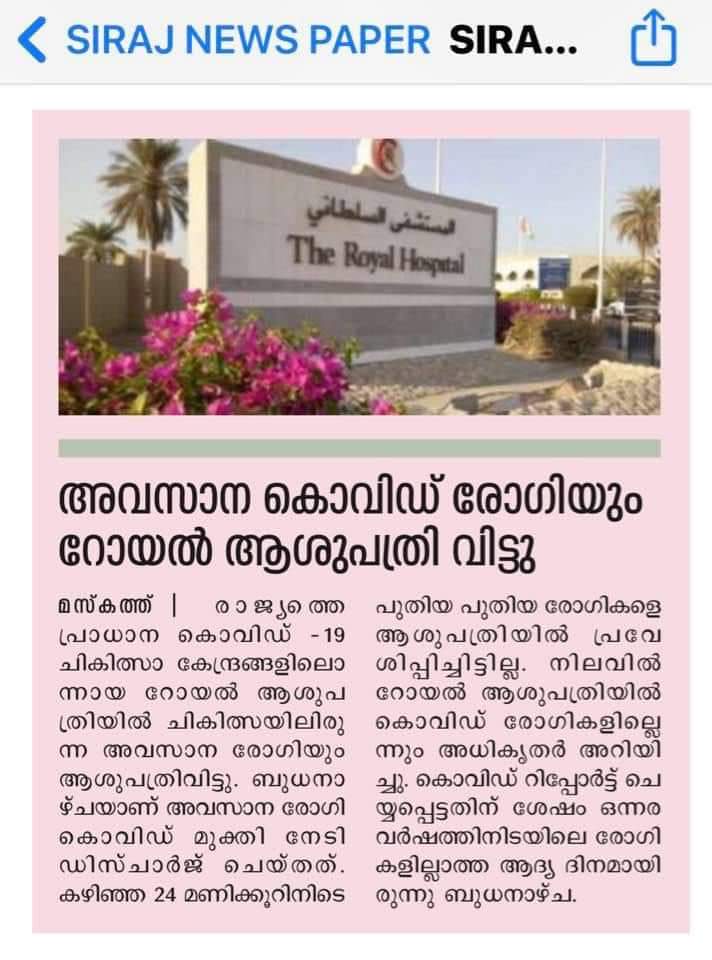 SIRAJ NEWS PAPER SIRA...
المستشفى السلطاني
The Royal Hospital
അവസാന കൊവിഡ് രോഗിയും
റോയൽ ആശുപത്രി വിട്ടു
മസ്കത്ത് | രാജ്യത്തെ
പ്രാധാന കൊവിഡ് -19
ചികിത്സാ കേന്ദ്രങ്ങളിലൊ
ന്നായ റോയൽ ആശുപ
ത്രിയിൽ ചികിത്സയിലിരു
ന്ന അവസാന രോഗിയും
ആശുപത്രിവിട്ടു. ബുധനാ
ഴ്ചയാണ് അവസാന രോഗി
കൊവിഡ് മുക്തി നേടി
ഡിസ്ചാർജ് ചെയ്തത്.
കഴിഞ്ഞ 24 മണിക്കൂറിനിടെ
പുതിയ പുതിയ രോഗികളെ
ആശുപത്രിയിൽ പ്രവേ
ശിപ്പിച്ചിട്ടില്ല. നിലവിൽ
റോയൽ ആശുപത്രിയിൽ
കൊവിഡ് രോഗികളില്ലെ
ന്നും അധികൃതർ അറിയി
ച്ചു. കൊവിഡ് റിപ്പോർട്ട് ചെ
യ്യപ്പെട്ടതിന് ശേഷം ഒന്നര
വർഷത്തിനിടയിലെ രോഗി
കളില്ലാത്ത ആദ്യ ദിനമായി
രുന്നു ബുധനാഴ്ച.